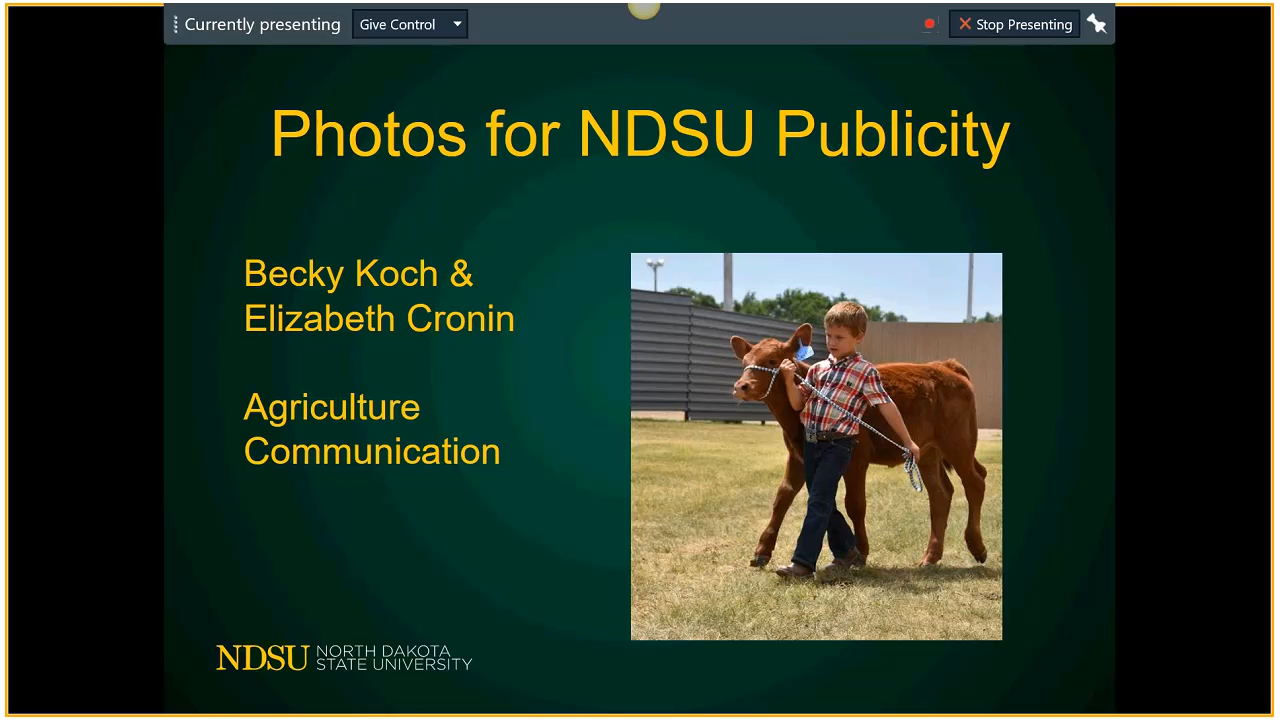 Currently presenting
Give Control
Stop Presenting
Photos for NDSU Publicity
Becky Koch &
Elizabeth Cronin
Agriculture
Communication
NDSU NORTH DAKOTA
STATE UNIVERSITY